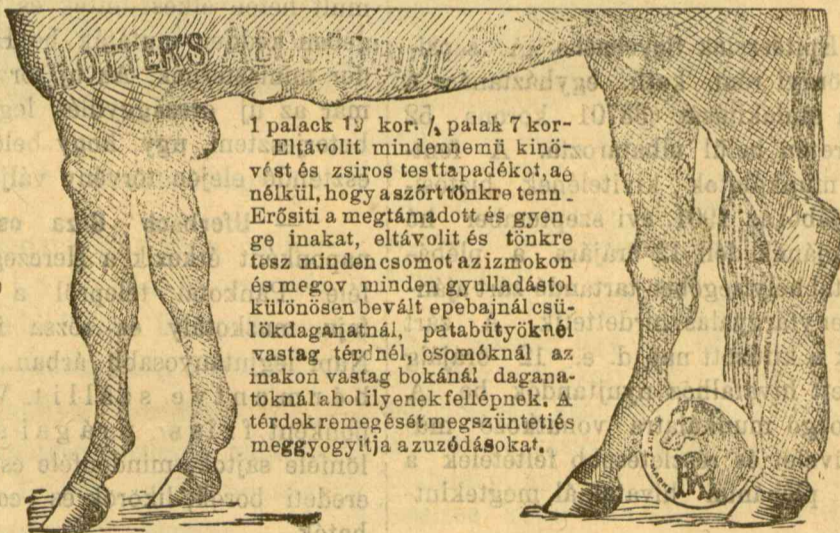 HOTTER'S
1 palack 12 kor. ½ palak 7 kor-
Eltávolit mindennemü kinö-
vést és zsiros testtapadékot, aé
nélkül, hogy a szőrt tönkre tenn
Erősiti a megtámadott és gyen
ge inakat, eltávolit és tönkre
tesz minden csomot az izmokon
és megov minden gyulladástol
különösen bevált epebajnál csü-
lökdaganatnál, patabütyöknél
vastag térdnél, csomóknál az
inakon vastag bokánál dagana-
toknál ahol ilyenek fellépnek. A
térdek remegését megszünteti és
meggyogyitja a zuzódásokat.